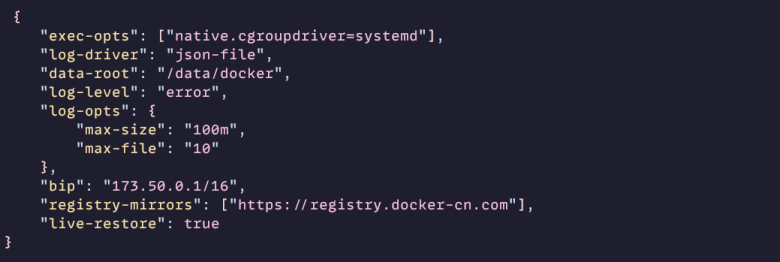 {
    "exec-opts": ["native.cgroupdriver=systemd"],
    "log-driver": "json-file",
    "data-root": "/data/docker",
    "log-level": "error",
    "log-opts": {
        "max-size": "100m",
        "max-file": "10"
    },
    "bip": "173.50.0.1/16",
    "registry-mirrors": ["https://registry.docker-cn.com"],
    "live-restore": true
}